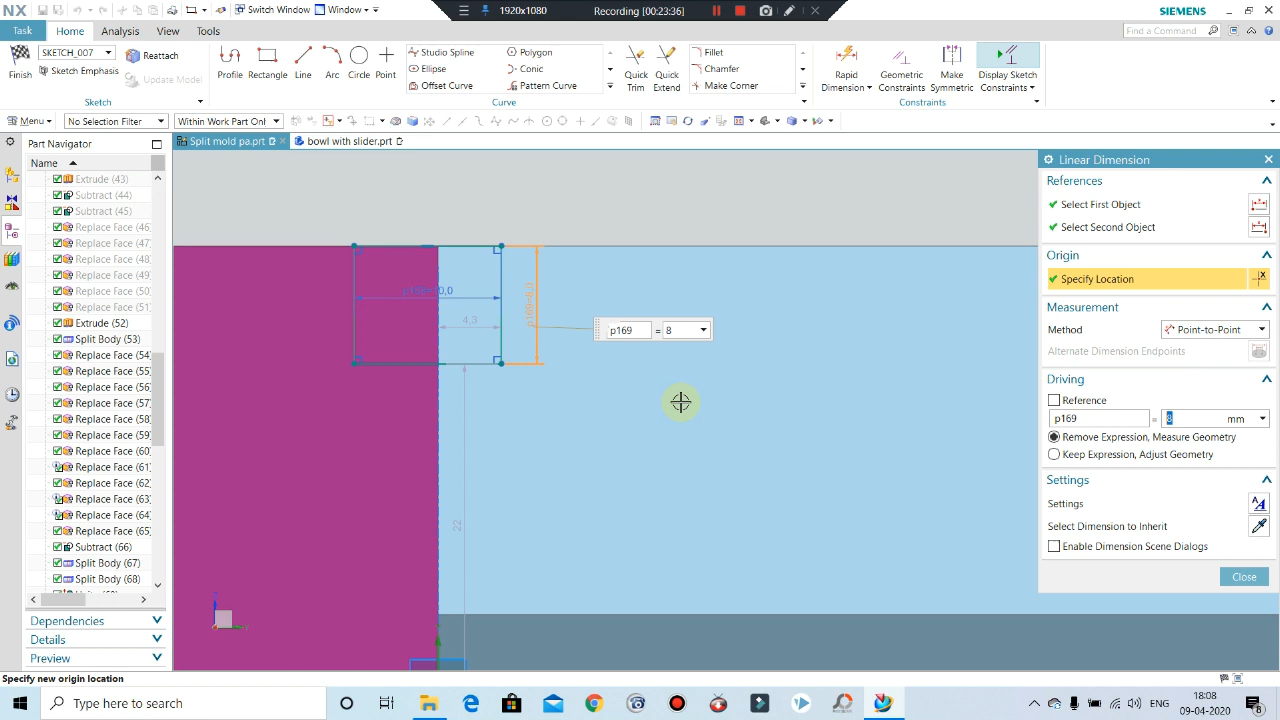 NX
Switch Window
Window
1920x1080
Recording [00:23:36]
SIEMENS
Task
Home
Analysis
View
Tools
Find a Command
SKETCH_007
Reattach
Studio Spline
Polygon
Fillet
Sketch Emphasis
Ellipse
Conic
Chamfer
Finish
Update Model
Profile
Rectangle
Line
Arc
Circle
Point
Offset Curve
Pattern Curve
Quick Trim
Quick Extend
Make Corner
Rapid Dimension
Geometric Constraints
Make Symmetric
Display Sketch Constraints
Sketch
Curve
Constraints
Menu
No Selection Filter
Within Work Part Only
Part Navigator
Split mold pa.prt
bowl with slider.prt
Name
Extrude (43)
Subtract (44)
Subtract (45)
Replace Face (46)
Replace Face (47)
Replace Face (48)
Replace Face (49)
Replace Face (50)
Replace Face (51)
Extrude (52)
Split Body (53)
Replace Face (54)
Replace Face (55)
Replace Face (56)
Replace Face (57)
Replace Face (58)
Replace Face (59)
Replace Face (60)
Replace Face (61)
Replace Face (62)
Replace Face (63)
Replace Face (64)
Replace Face (65)
Subtract (66)
Split Body (67)
Split Body (68)
Dependencies
Details
Preview
4,3
22
p169
=
8
Linear Dimension
References
Select First Object
Select Second Object
Origin
Specify Location
Measurement
Method
Point-to-Point
Alternate Dimension Endpoints
Driving
Reference
p169
=
8
mm
Remove Expression, Measure Geometry
Keep Expression, Adjust Geometry
Settings
Settings
Select Dimension to Inherit
Enable Dimension Scene Dialogs
Close
Specify new origin location
Type here to search
ENG
18:08
09-04-2020